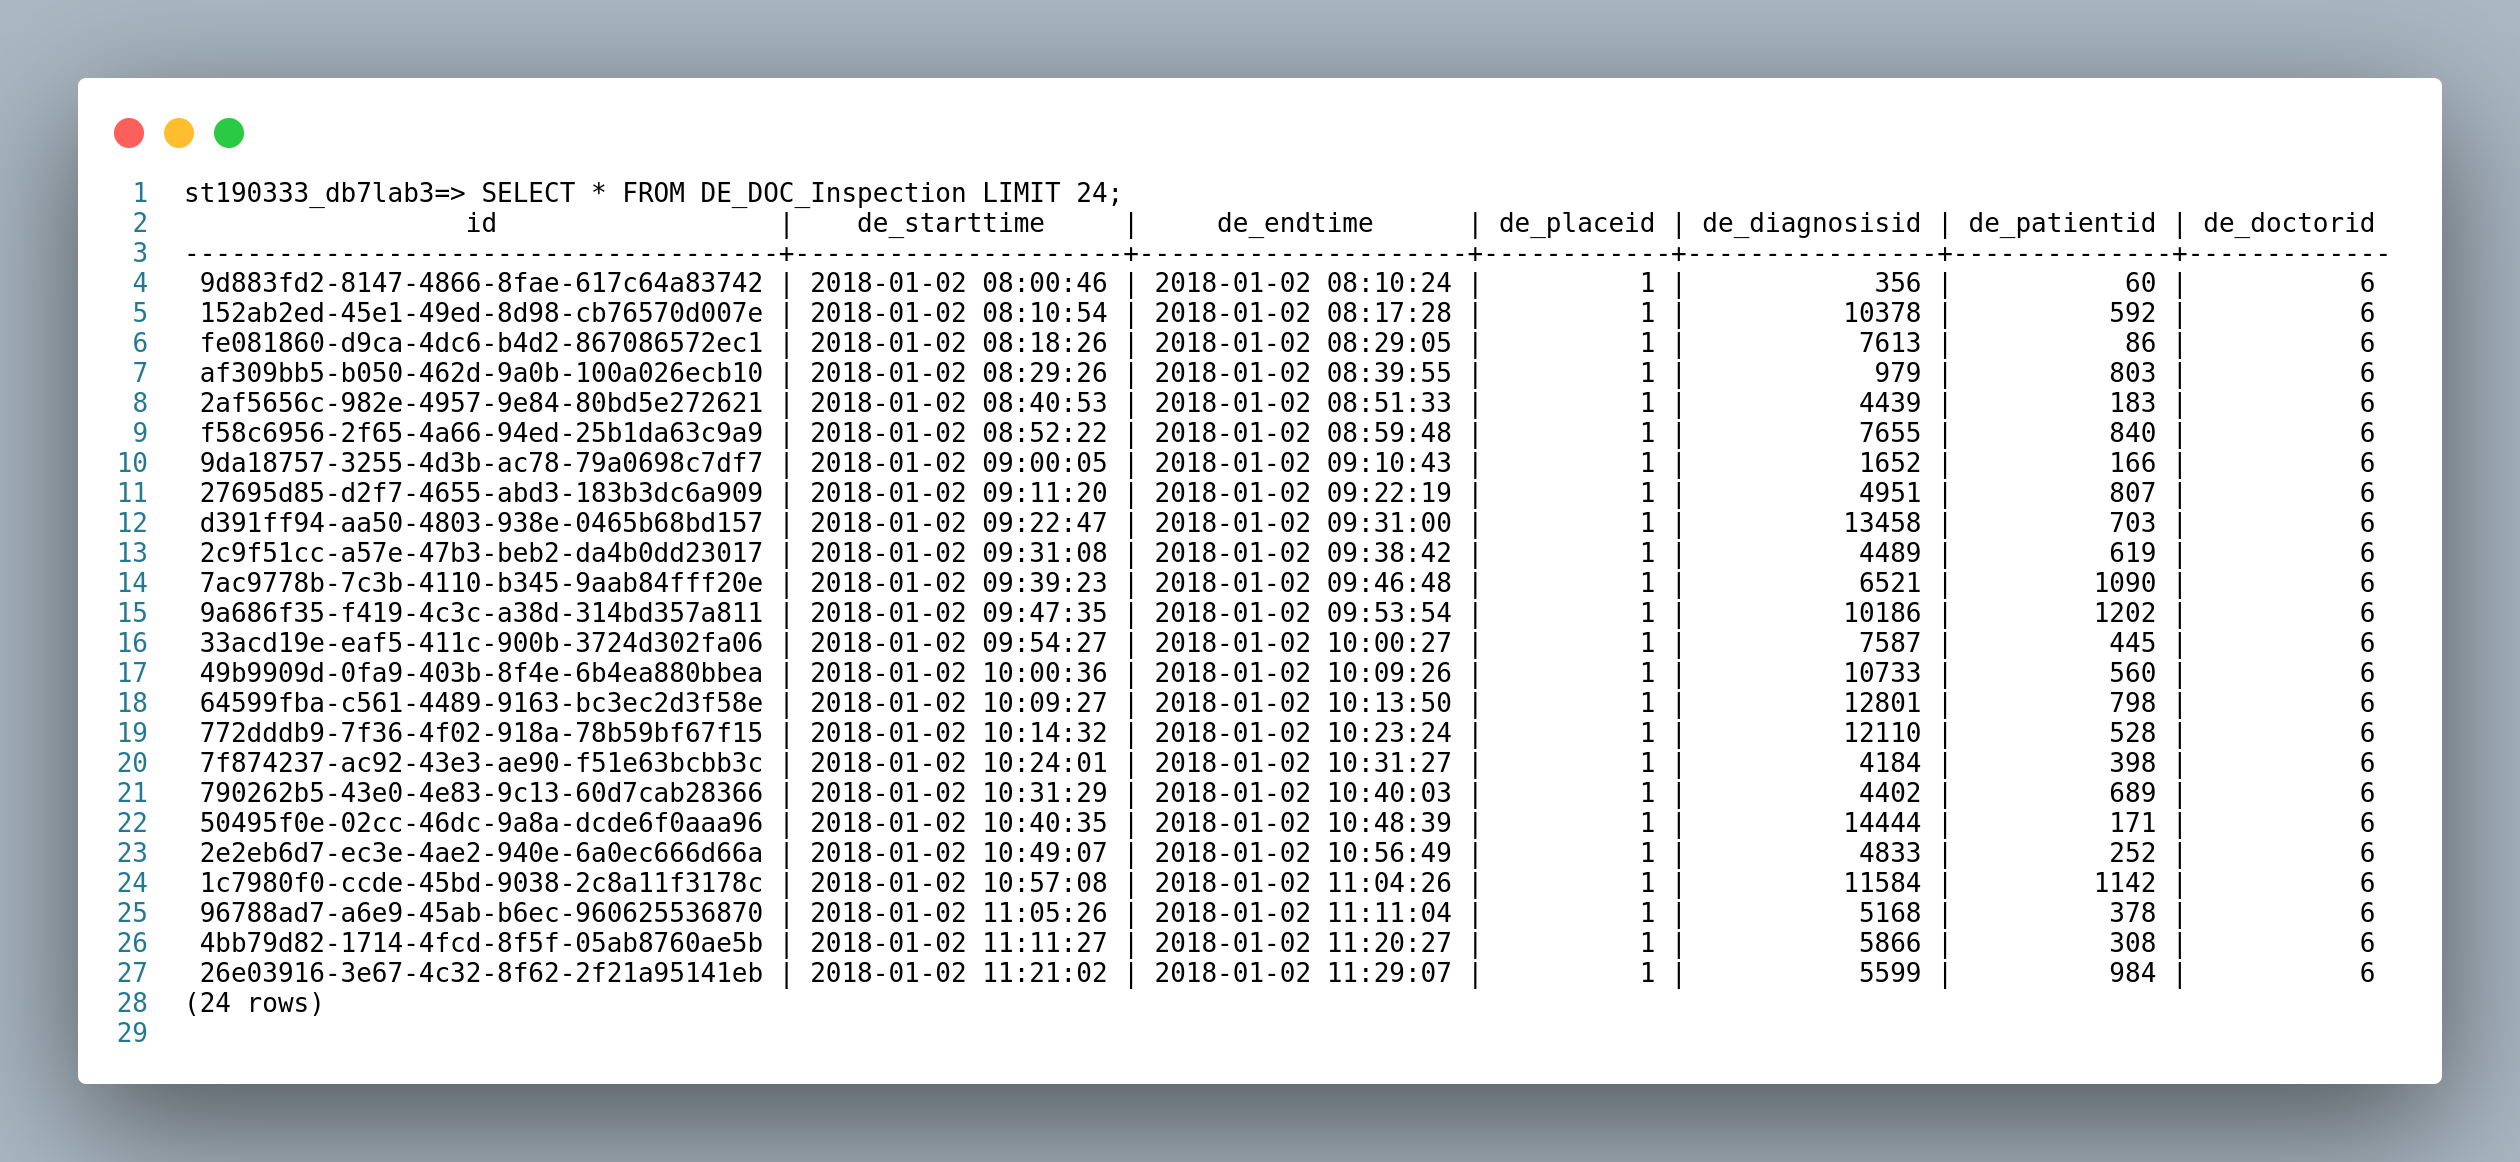 1 st190333_db7lab3=> SELECT * FROM DE_DOC_Inspection LIMIT 24;
2                   id                  |    de_starttime     |     de_endtime      | de_placeid | de_diagnosisid | de_patientid | de_doctorid
3 --------------------------------------+---------------------+---------------------+------------+----------------+--------------+-------------
4  9d883fd2-8147-4866-8fae-617c64a83742 | 2018-01-02 08:00:46 | 2018-01-02 08:10:24 |          1 |            356 |           60 |           6
5  152ab2ed-45e1-49ed-8d98-cb76570d007e | 2018-01-02 08:10:54 | 2018-01-02 08:17:28 |          1 |          10378 |          592 |           6
6  fe081860-d9ca-4dc6-b4d2-867086572ec1 | 2018-01-02 08:18:26 | 2018-01-02 08:29:05 |          1 |           7613 |           86 |           6
7  af309bb5-b050-462d-9a0b-100a026ecb10 | 2018-01-02 08:29:26 | 2018-01-02 08:39:55 |          1 |            979 |          803 |           6
8  2af5656c-982e-4957-9e84-80bd5e272621 | 2018-01-02 08:40:53 | 2018-01-02 08:51:33 |          1 |           4439 |          183 |           6
9  f58c6956-2f65-4a66-94ed-25b1da63c9a9 | 2018-01-02 08:52:22 | 2018-01-02 08:59:48 |          1 |           7655 |          840 |           6
10  9da18757-3255-4d3b-ac78-79a0698c7df7 | 2018-01-02 09:00:05 | 2018-01-02 09:10:43 |          1 |           1652 |          166 |           6
11  27695d85-d2f7-4655-abd3-183b3dc6a909 | 2018-01-02 09:11:20 | 2018-01-02 09:22:19 |          1 |           4951 |          807 |           6
12  d391ff94-aa50-4803-938e-0465b68bd157 | 2018-01-02 09:22:47 | 2018-01-02 09:31:00 |          1 |          13458 |          703 |           6
13  2c9f51cc-a57e-47b3-beb2-da4b0dd23017 | 2018-01-02 09:31:08 | 2018-01-02 09:38:42 |          1 |           4489 |          619 |           6
14  7ac9778b-7c3b-4110-b345-9aab84fff20e | 2018-01-02 09:39:23 | 2018-01-02 09:46:48 |          1 |           6521 |         1090 |           6
15  9a686f35-f419-4c3c-a38d-314bd357a811 | 2018-01-02 09:47:35 | 2018-01-02 09:53:54 |          1 |          10186 |         1202 |           6
16  33acd19e-eaf5-411c-900b-3724d302fa06 | 2018-01-02 09:54:27 | 2018-01-02 10:00:27 |          1 |           7587 |          445 |           6
17  49b9909d-0fa9-403b-8f4e-6b4ea880bbea | 2018-01-02 10:00:36 | 2018-01-02 10:09:26 |          1 |          10733 |          560 |           6
18  64599fba-c561-4489-9163-bc3ec2d3f58e | 2018-01-02 10:09:27 | 2018-01-02 10:13:50 |          1 |          12801 |          798 |           6
19  772dddb9-7f36-4f02-918a-78b59bf67f15 | 2018-01-02 10:14:32 | 2018-01-02 10:23:24 |          1 |          12110 |          528 |           6
20  7f874237-ac92-43e3-ae90-f51e63bcbb3c | 2018-01-02 10:24:01 | 2018-01-02 10:31:27 |          1 |           4184 |          398 |           6
21  790262b5-43e0-4e83-9c13-60d7cab28366 | 2018-01-02 10:31:29 | 2018-01-02 10:40:03 |          1 |           4402 |          689 |           6
22  50495f0e-02cc-46dc-9a8a-dcde6f0aaa96 | 2018-01-02 10:40:35 | 2018-01-02 10:48:39 |          1 |          14444 |          171 |           6
23  2e2eb6d7-ec3e-4ae2-940e-6a0ec666d66a | 2018-01-02 10:49:07 | 2018-01-02 10:56:49 |          1 |           4833 |          252 |           6
24  1c7980f0-ccde-45bd-9038-2c8a11f3178c | 2018-01-02 10:57:08 | 2018-01-02 11:04:26 |          1 |          11584 |         1142 |           6
25  96788ad7-a6e9-45ab-b6ec-960625536870 | 2018-01-02 11:05:26 | 2018-01-02 11:11:04 |          1 |           5168 |          378 |           6
26  4bb79d82-1714-4fcd-8f5f-05ab8760ae5b | 2018-01-02 11:11:27 | 2018-01-02 11:20:27 |          1 |           5866 |          308 |           6
27  26e03916-3e67-4c32-8f62-2f21a95141eb | 2018-01-02 11:21:02 | 2018-01-02 11:29:07 |          1 |           5599 |          984 |           6
28 (24 rows)
29